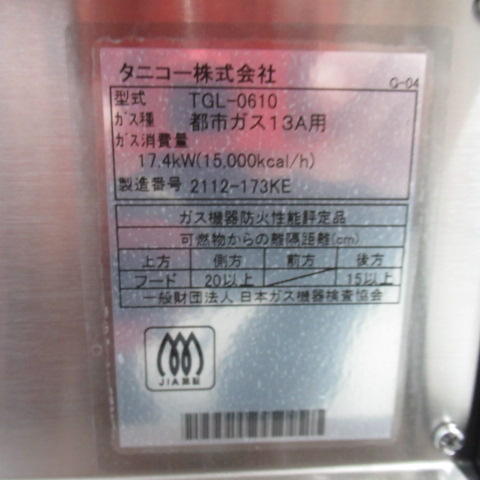 タニコー株式会社
G-04
型式 TGL-0610
ガス種 都市ガス13A用
ガス消費量
17.4kW(15,000kcal/h)
製造番号 2112-173KE
ガス機器防火性能評定品
可燃物からの離隔距離(cm)
上方 側方 前方 後方
フード 20以上 15以上
一般財団法人 日本ガス機器検査協会
JIA認証